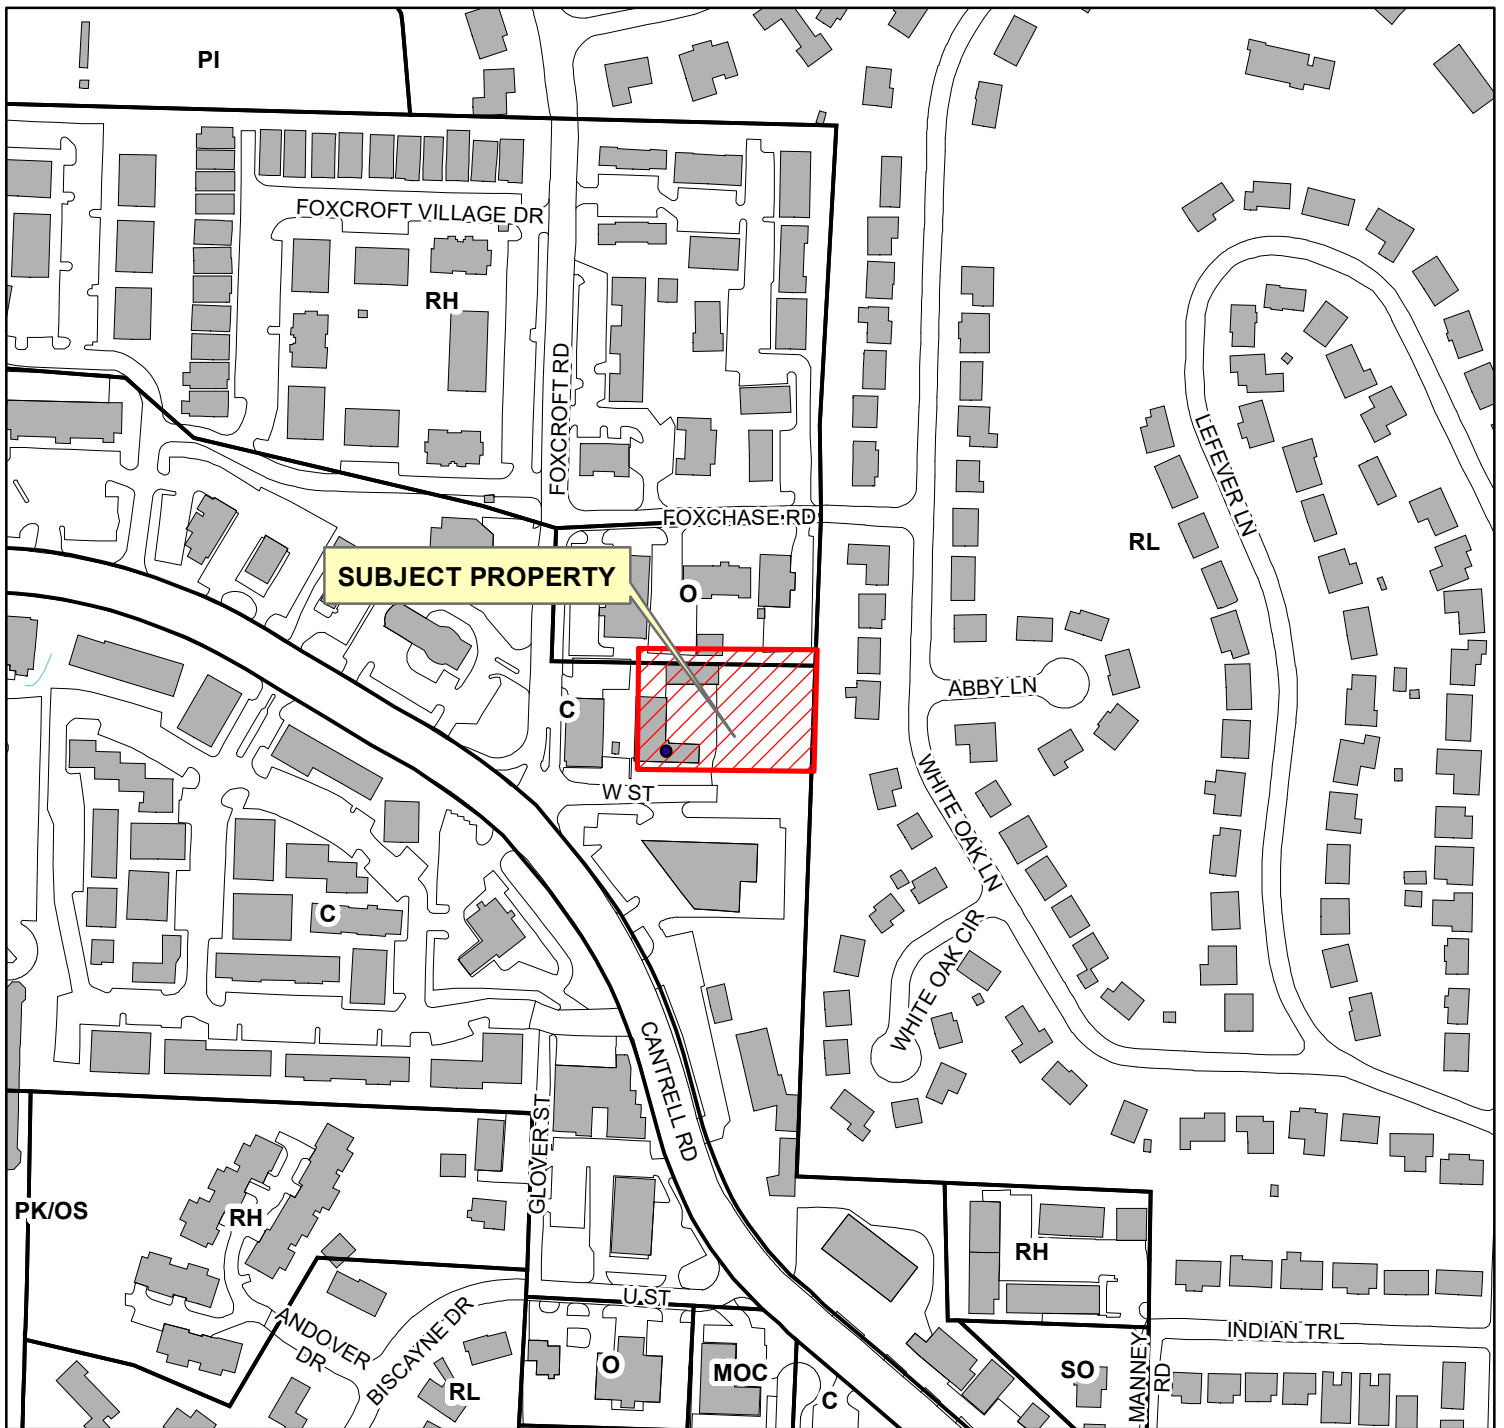 PI
FOXCROFT VILLAGE DR
RH
FOXCROFT RD
LEFEVER LN
FOXCHASE RD
RL
SUBJECT PROPERTY
O
ABBY LN
C
W ST
WHITE OAK LN
C
WHITE OAK CIR
CANTRELL RD
GLOVER ST
PK/OS
RH
RH
U ST
ANDOVER
DR
BISCAYNE DR
INDIAN TRL
MANNEY
RD
O
MOC
SO
RL
C